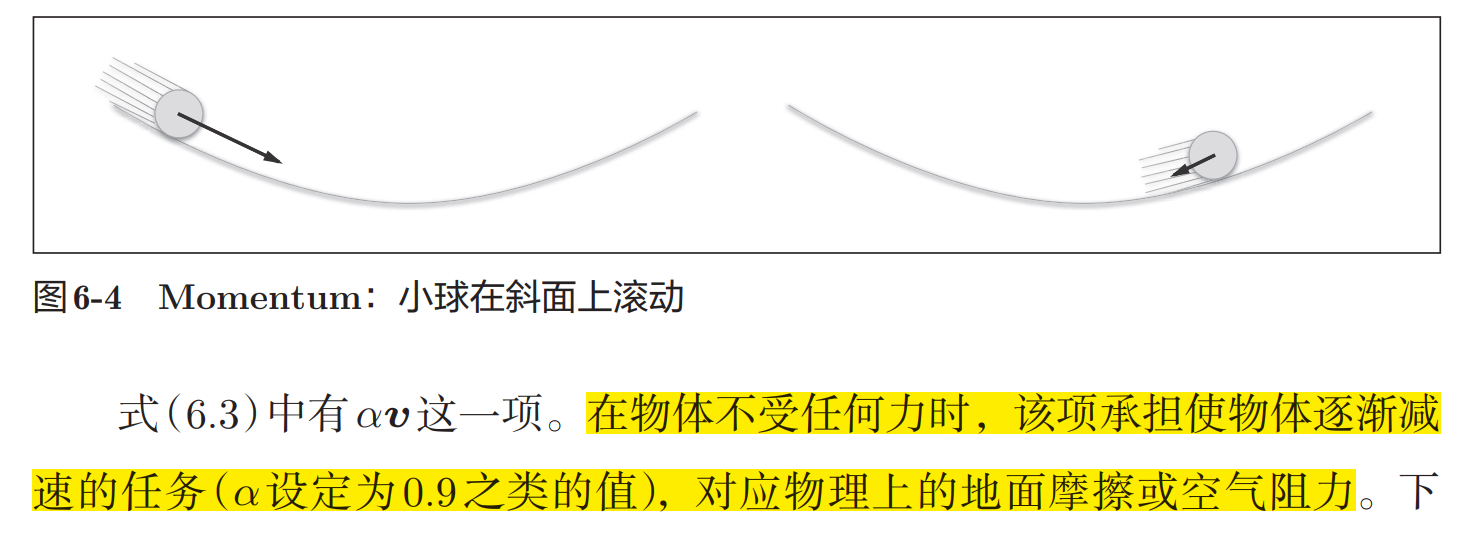 图6-4 Momentum：小球在斜面上滚动
式(6.3)中有αv这一项。在物体不受任何力时，该项承担使物体逐渐减
速的任务(α设定为0.9之类的值)，对应物理上的地面摩擦或空气阻力。下